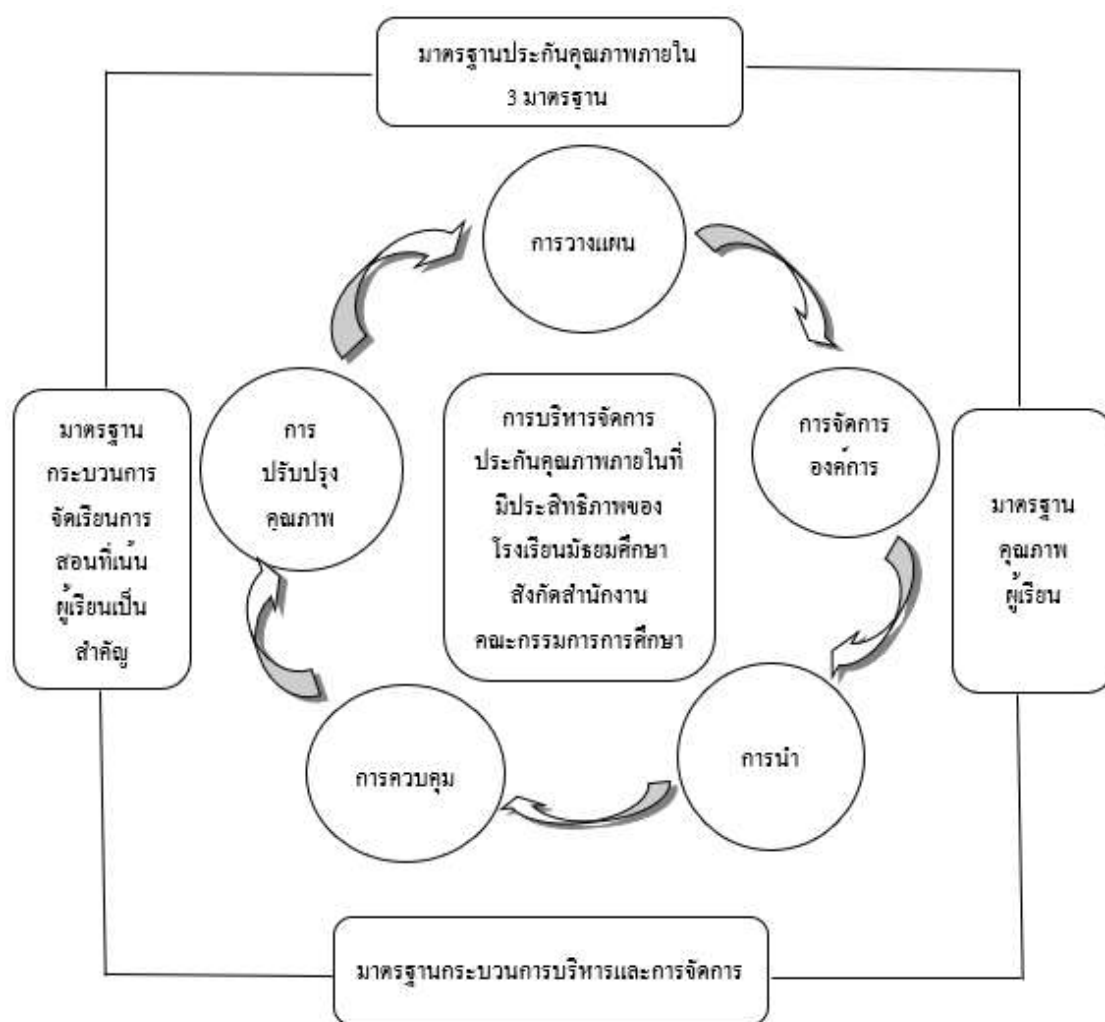 มาตรฐานประกันคุณภาพภายใน
3 มาตรฐาน
การวางแผน
การจัดการ
องค์การ
มาตรฐาน
คุณภาพ
ผู้เรียน
การนำ
การควบคุม
การ
ปรับปรุง
คุณภาพ
มาตรฐาน
กระบวนการ
จัดเรียนการ
สอนที่เน้น
ผู้เรียนเป็น
สำคัญ
การบริหารจัดการ
ประกันคุณภาพภายในที่
มีประสิทธิภาพของ
โรงเรียนมัธยมศึกษา
สังกัดสำนักงาน
คณะกรรมการการศึกษา
มาตรฐานกระบวนการบริหารและการจัดการ